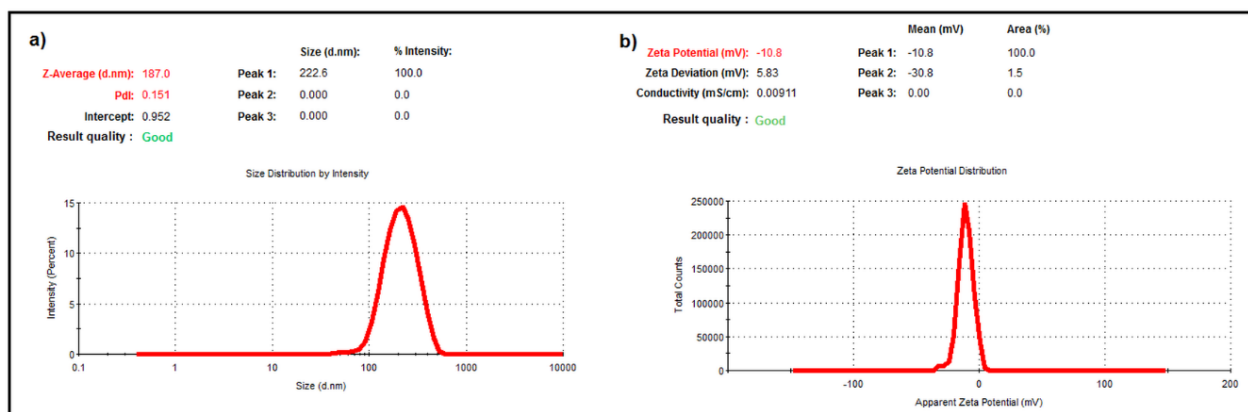 a)
Size (d.nm): % Intensity:
Z-Average (d.nm): 187.0 Peak 1: 222.6 100.0
PdI: 0.151 Peak 2: 0.000 0.0
Intercept: 0.952 Peak 3: 0.000 0.0
Result quality : Good
Size Distribution by Intensity
15
10
5
0
Intensity (Percent)
0.1 1 10 100 1000 10000
Size (d.nm)
b)
Mean (mV) Area (%)
Zeta Potential (mV): -10.8 Peak 1: -10.8 100.0
Zeta Deviation (mV): 5.83 Peak 2: -30.8 1.5
Conductivity (mS/cm): 0.00911 Peak 3: 0.00 0.0
Result quality : Good
Zeta Potential Distribution
250000
200000
150000
100000
50000
0
Total Counts
-100 0 100 200
Apparent Zeta Potential (mV)